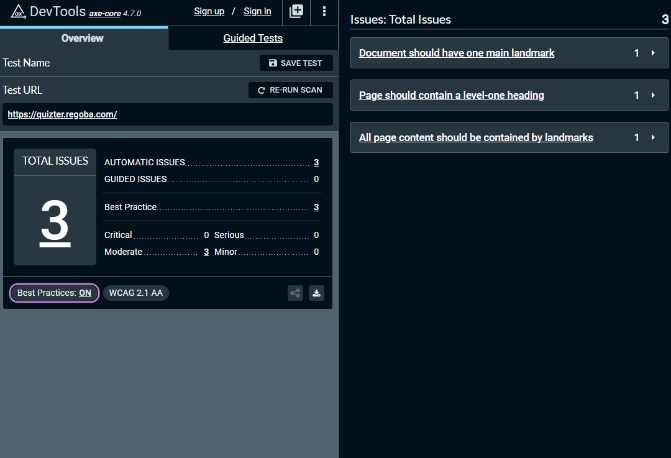 DevTools axe-core 4.7.0
Sign up / Sign in
Overview
Guided Tests
Test Name
SAVE TEST
Test URL
RE-RUN SCAN
https://quizter.regoba.com/
TOTAL ISSUES
3
AUTOMATIC ISSUES 3
GUIDED ISSUES 0
Best Practice 3
Critical 0 Serious 0
Moderate 3 Minor 0
Best Practices: ON
WCAG 2.1 AA
Issues: Total Issues 3
Document should have one main landmark 1
Page should contain a level-one heading 1
All page content should be contained by landmarks 1